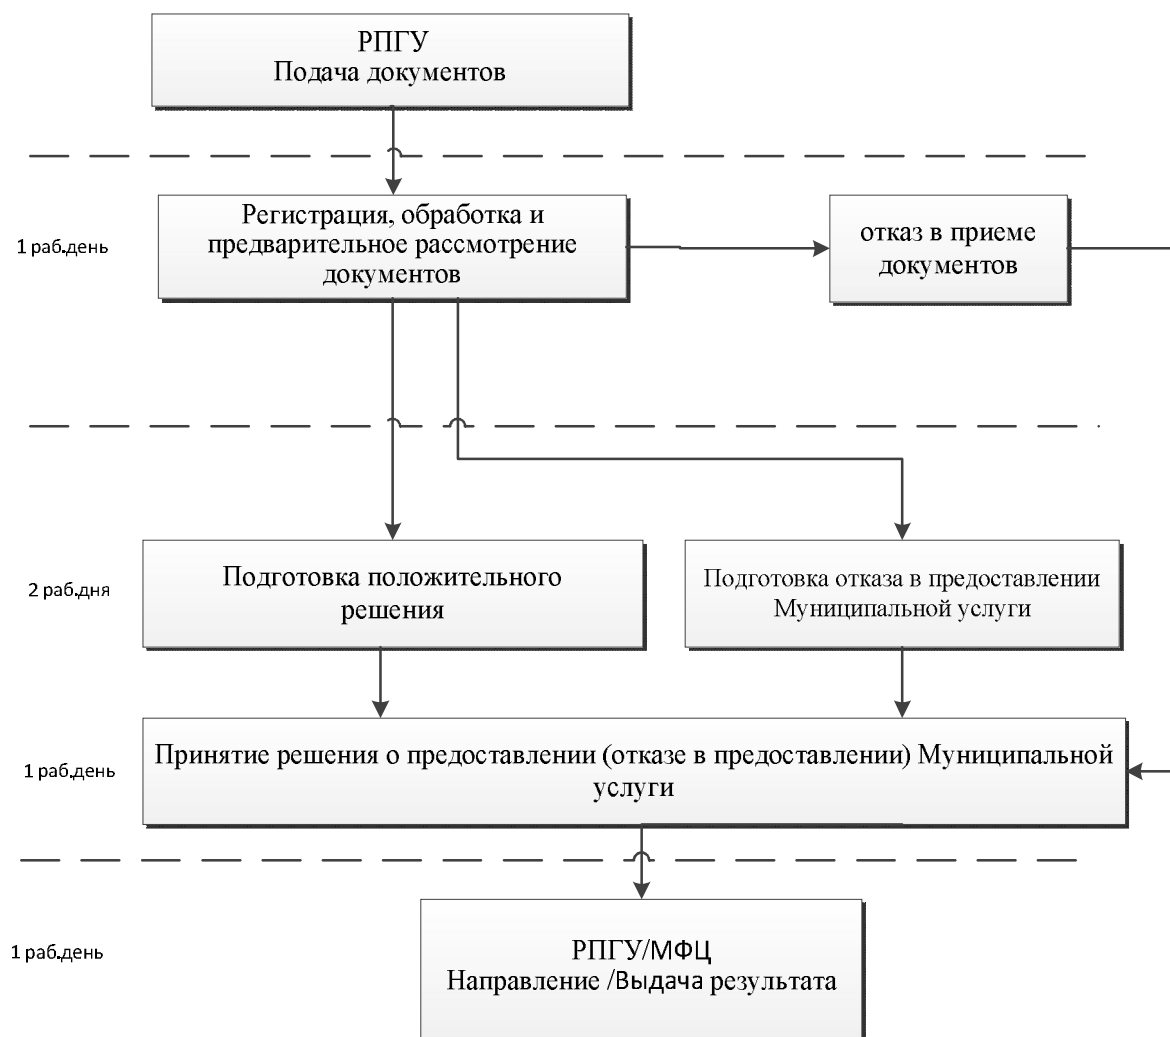 РПГУ
Подача документов
1 раб.день
Регистрация, обработка и
предварительное рассмотрение
документов
отказ в приеме
документов
2 раб.дня
Подготовка положительного
решения
Подготовка отказа в предоставлении
Муниципальной услуги
1 раб.день
Принятие решения о предоставлении (отказе в предоставлении) Муниципальной
услуги
1 раб.день
РПГУ/МФЦ
Направление /Выдача результата